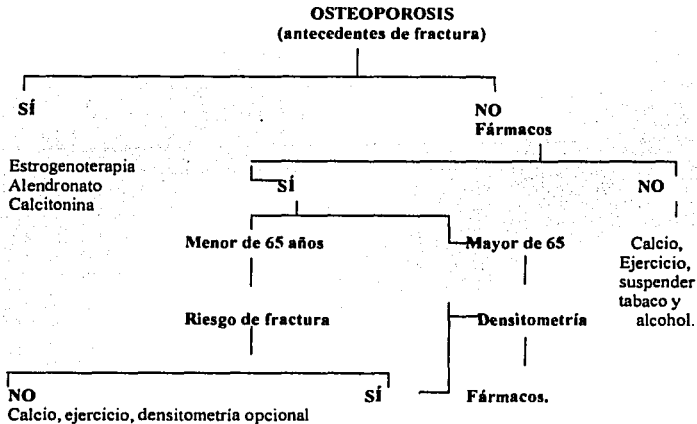 OSTEOPOROSIS
(antecedentes de fractura)
SÍ
NO
Fármacos
Estrogenoterapia
Alendronato
Calcitonina
SÍ
NO
Menor de 65 años
Mayor de 65
Calcio,
Ejercicio,
suspender
tabaco y
alcohol.
Riesgo de fractura
Densitometría
NO
SÍ
Fármacos.
Calcio, ejercicio, densitometría opcional